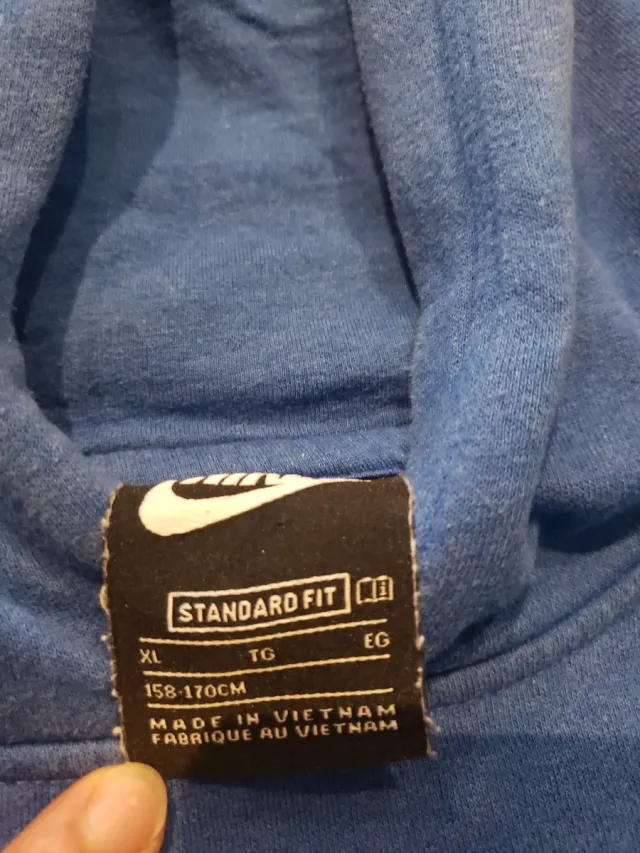 STANDARD FIT
XL TG EG
158-170CM
MADE IN VIETNAM
FABRIQUE AU VIETNAM